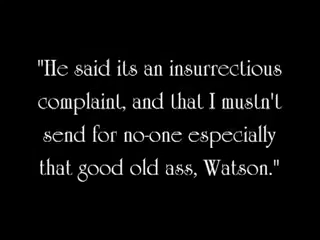 "He said its an insurrectious
complaint, and that I mustn't
send for no-one especially
that good old ass, Watson."